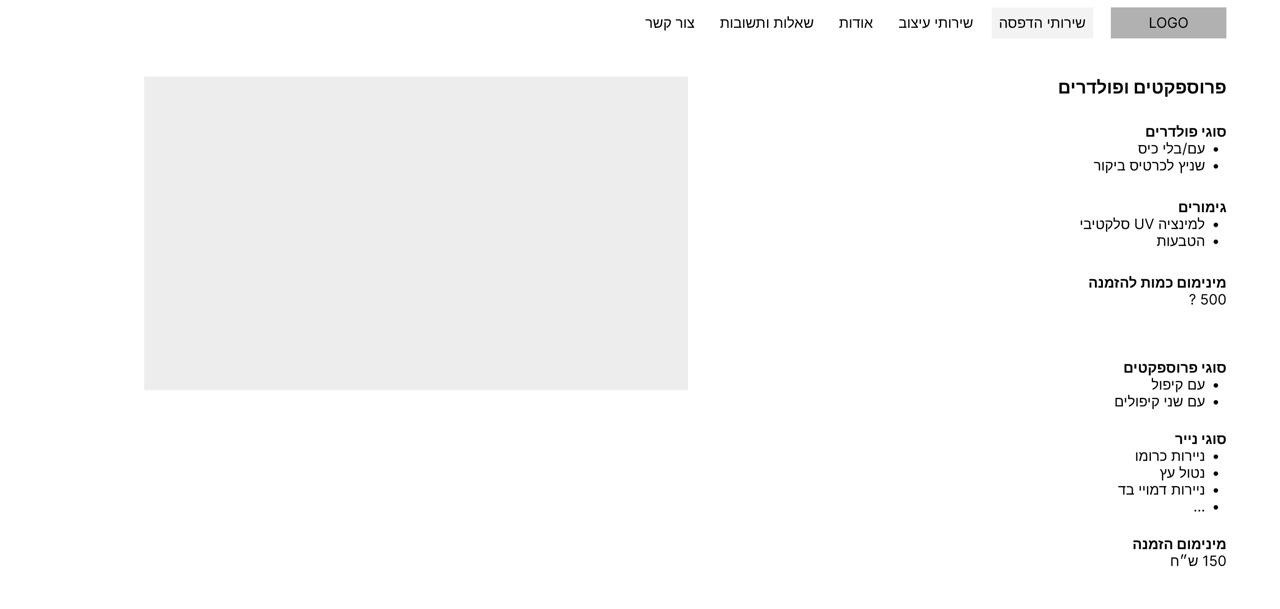 LOGO
שירותי הדפסה
שירותי עיצוב
אודות
שאלות ותשובות
צור קשר
פרוספקטים ופולדרים
סוגי פולדרים
• עם/בלי כיס
• שניץ לכרטיס ביקור
גימורים
• למינציה UV סלקטיבי
• הטבעות
מינימום כמות להזמנה
500 ?
סוגי פרוספקטים
• עם קיפול
• עם שני קיפולים
סוגי נייר
• ניירות כרומו
• נטול עץ
• ניירות דמויי בד
• ...
מינימום הזמנה
150 ש״ח